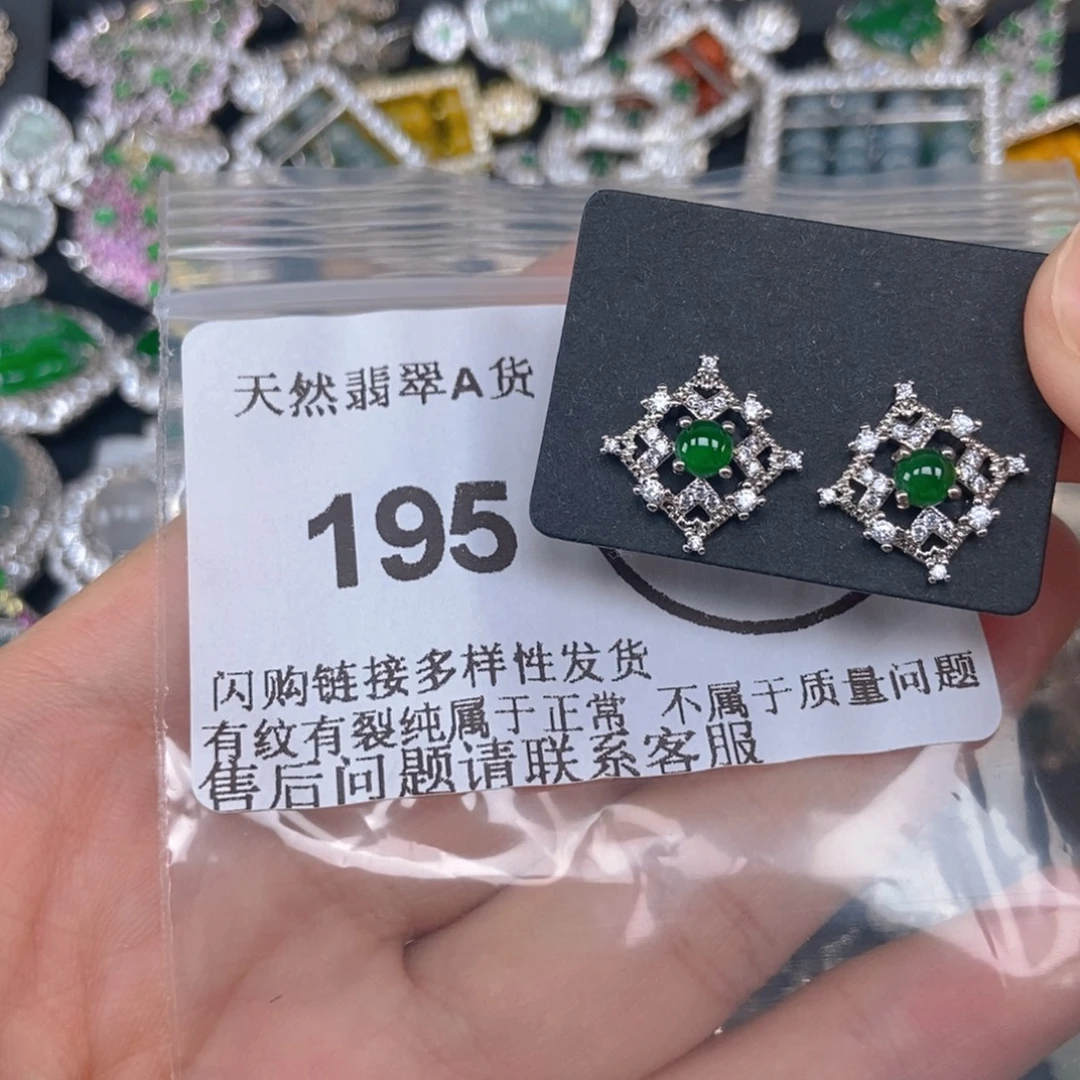 天然翡翠A货
195
闪购链接多样性发货
有纹有裂纯属于正常 不属于质量问题
售后问题请联系客服